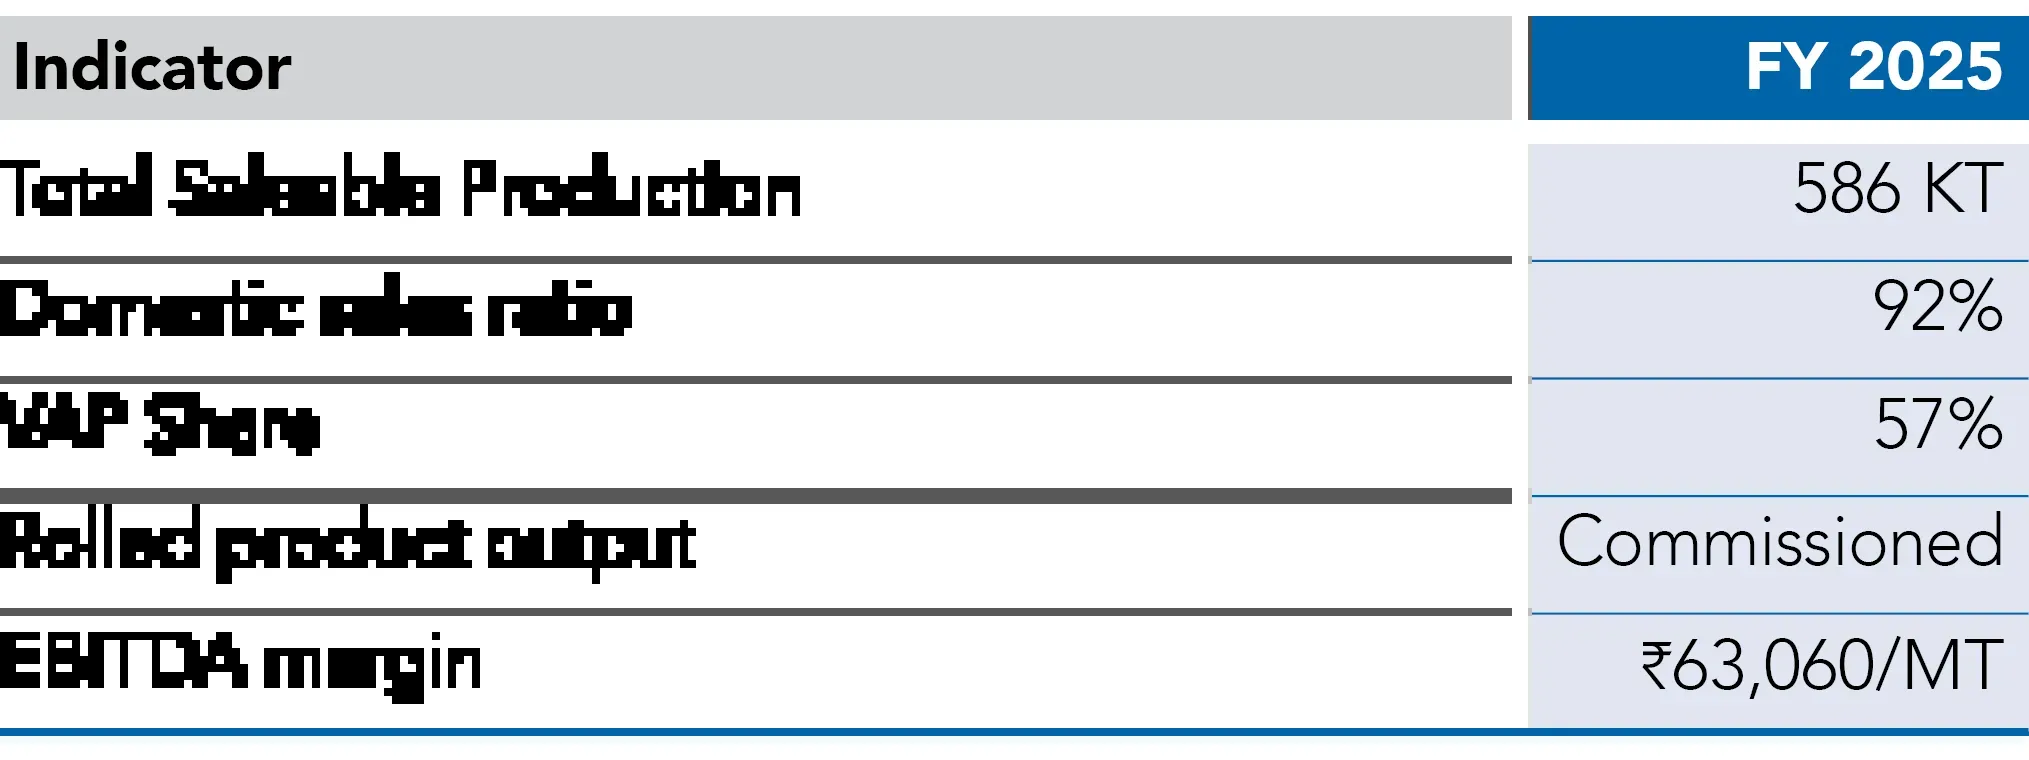 Indicator FY 2025
Total Saleable Production 586 KT
Domestic sales ratio 92%
VAP Share 57%
Rolled product output Commissioned
EBITDA margin ₹63,060/MT